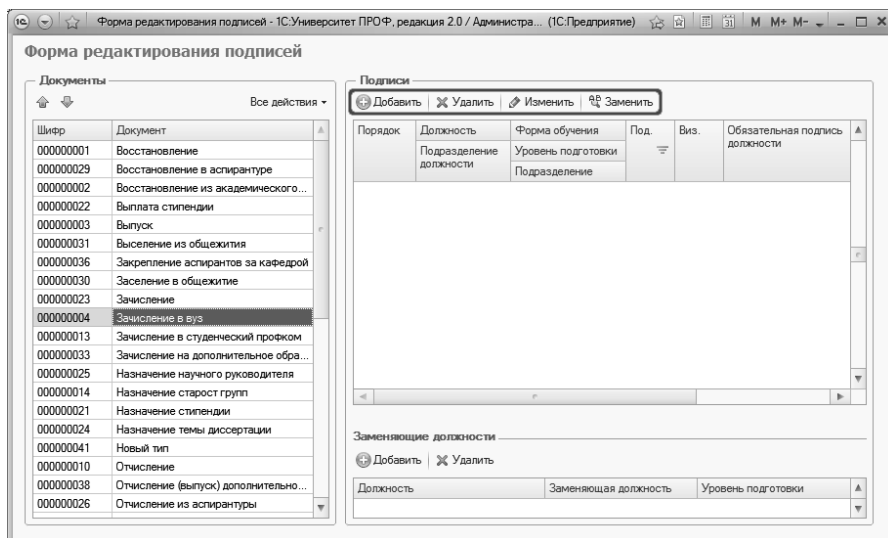 Форма редактирования подписей - 1С:Университет ПРОФ, редакция 2.0 / Администра... (1С:Предприятие) M M+ M-
Форма редактирования подписей
Документы
Все действия
Шифр Документ
000000001 Восстановление
000000029 Восстановление в аспирантуре
000000002 Восстановление из академического...
000000022 Выплата стипендии
000000003 Выпуск
000000031 Выселение из общежития
000000036 Закрепление аспирантов за кафедрой
000000030 Заселение в общежитие
000000023 Зачисление
000000004 Зачисление в вуз
000000013 Зачисление в студенческий профком
000000033 Зачисление на дополнительное обра...
000000025 Назначение научного руководителя
000000014 Назначение старост групп
000000021 Назначение стипендии
000000024 Назначение темы диссертации
000000041 Новый тип
000000010 Отчисление
000000038 Отчисление (выпуск) дополнительно...
000000026 Отчисление из аспирантуры
Подписи
Добавить Удалить Изменить Заменить
Порядок Должность Форма обучения Под. Виз. Обязательная подпись
должности
Подразделение Уровень подготовки
должности
Подразделение
Заменяющие должности
Добавить Удалить
Должность Заменяющая должность Уровень подготовки